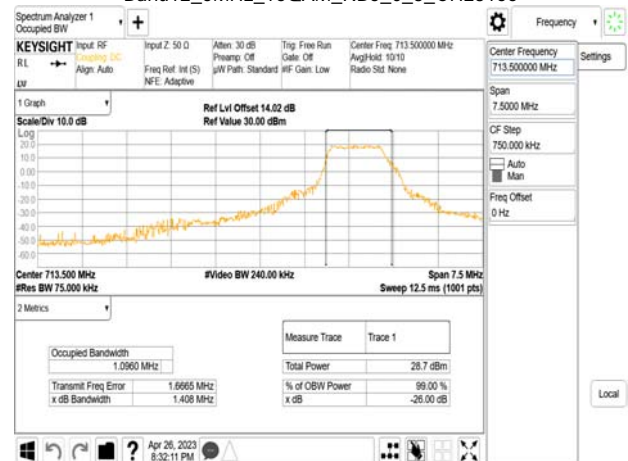 Spectrum Analyzer 1
Occupied BW
Frequency
KEYSIGHT
RL
Input: RF
Coupling: DC
Align: Auto
Input Z: 50 Ω
Freq Ref: Int (S)
NFE: Adaptive
Atten: 30 dB
Preamp: Off
µW Path: Standard
Trig: Free Run
Gate: Off
#IF Gain: Low
Center Freq: 713.500000 MHz
Avg|Hold: 10/10
Radio Std: None
Center Frequency
713.500000 MHz
Settings
Span
7.5000 MHz
CF Step
750.000 kHz
Auto
Man
Freq Offset
0 Hz
1 Graph
Scale/Div 10.0 dB
Ref Lvl Offset 14.02 dB
Ref Value 30.00 dBm
Log
20.0
10.0
0.00
-10.0
-20.0
-30.0
-40.0
-50.0
-60.0
Center 713.500 MHz
#Video BW 240.00 kHz
Span 7.5 MHz
#Res BW 75.000 kHz
Sweep 12.5 ms (1001 pts)
2 Metrics
Measure Trace
Trace 1
Occupied Bandwidth
1.0960 MHz
Total Power
28.7 dBm
Transmit Freq Error
1.6665 MHz
% of OBW Power
99.00 %
x dB Bandwidth
1.408 MHz
x dB
-26.00 dB
Local
Apr 26, 2023
8:32:11 PM